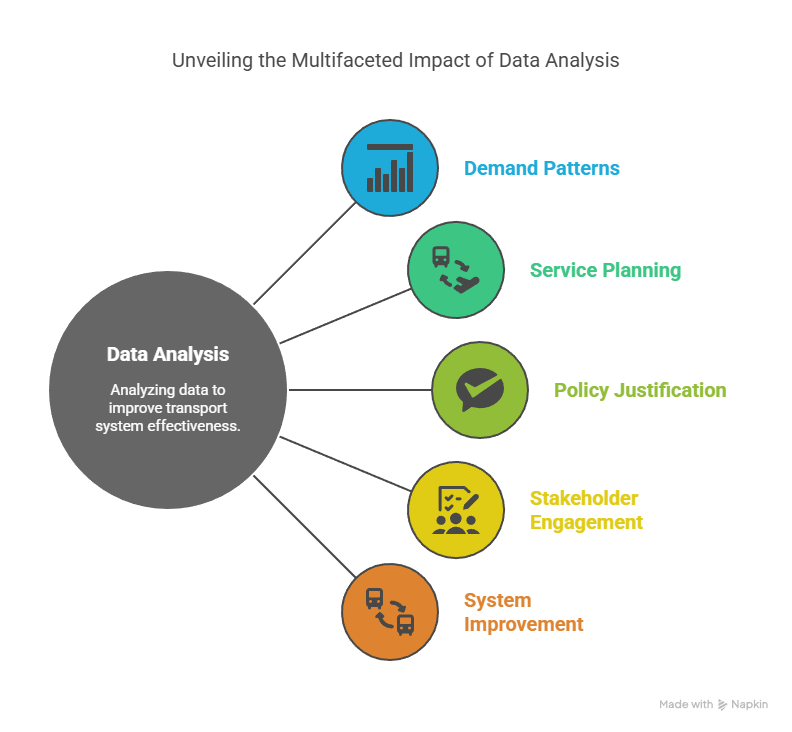 Unveiling the Multifaceted Impact of Data Analysis
Demand Patterns
Service Planning
Data Analysis
Analyzing data to
improve transport
system effectiveness.
Policy Justification
Stakeholder
Engagement
System
Improvement
Made with Napkin